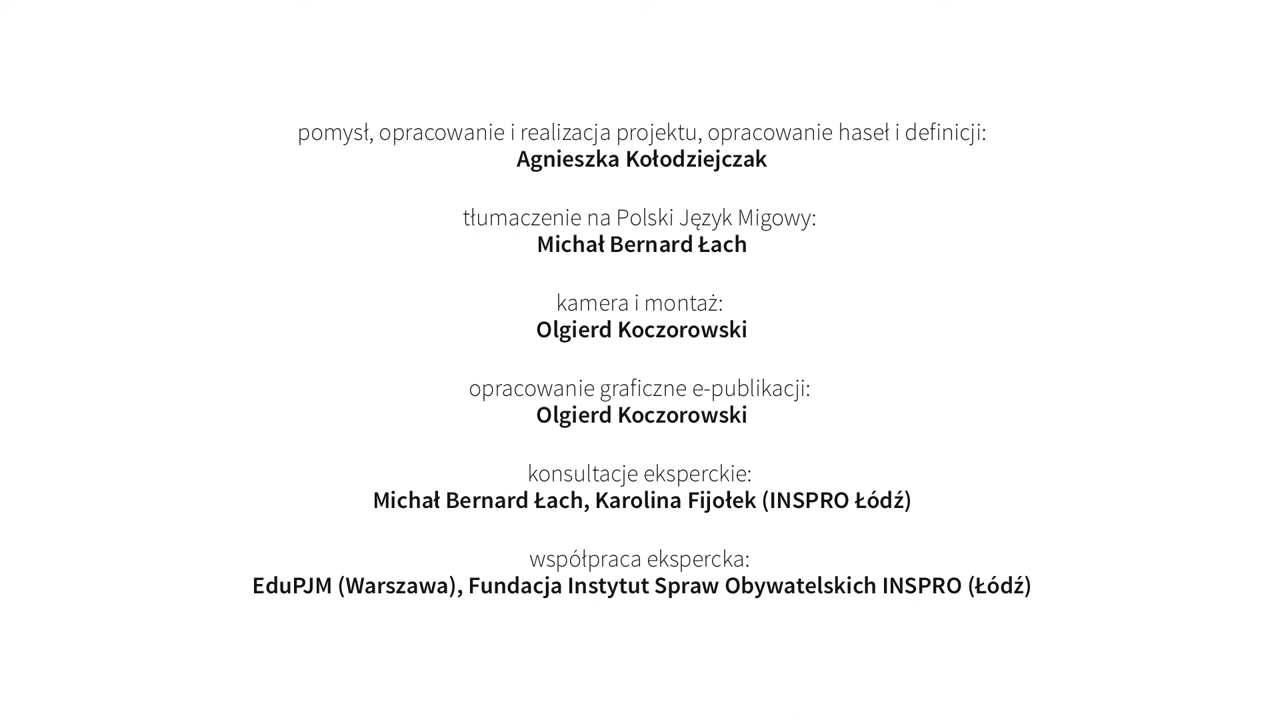 pomysł, opracowanie i realizacja projektu, opracowanie haseł i definicji:
Agnieszka Kołodziejczak
tłumaczenie na Polski Język Migowy:
Michał Bernard Łach
kamera i montaż:
Olgierd Koczorowski
opracowanie graficzne e-publikacji:
Olgierd Koczorowski
konsultacje eksperckie:
Michał Bernard Łach, Karolina Fijołek (INSPRO Łódź)
współpraca ekspercka:
EduPJM (Warszawa), Fundacja Instytut Spraw Obywatelskich INSPRO (Łódź)